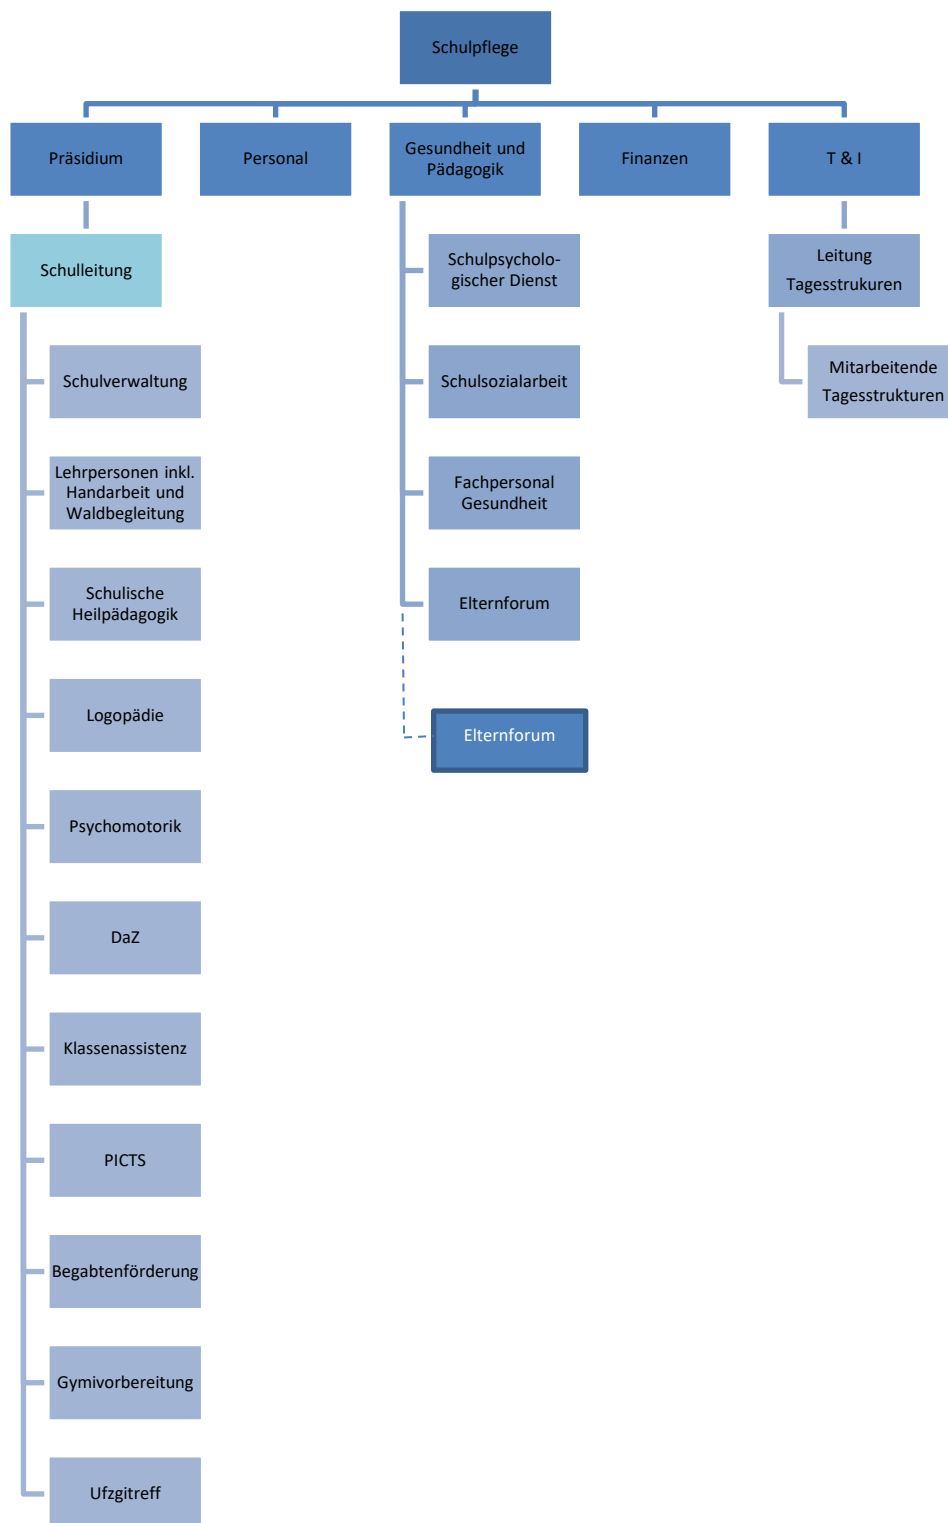 Schulpflege
Präsidium
Personal
Gesundheit und
Pädagogik
Finanzen
T & I
Schulleitung
Schulverwaltung
Lehrpersonen inkl.
Handarbeit und
Waldbegleitung
Schulische
Heilpädagogik
Logopädie
Psychomotorik
DaZ
Klassenassistenz
PICTS
Begabtenförderung
Gymivorbereitung
Ufzgitreff
Schulpsycholo-
gischer Dienst
Schulsozialarbeit
Fachpersonal
Gesundheit
Elternforum
Elternforum
Leitung
Tagesstrukuren
Mitarbeitende
Tagesstrukturen